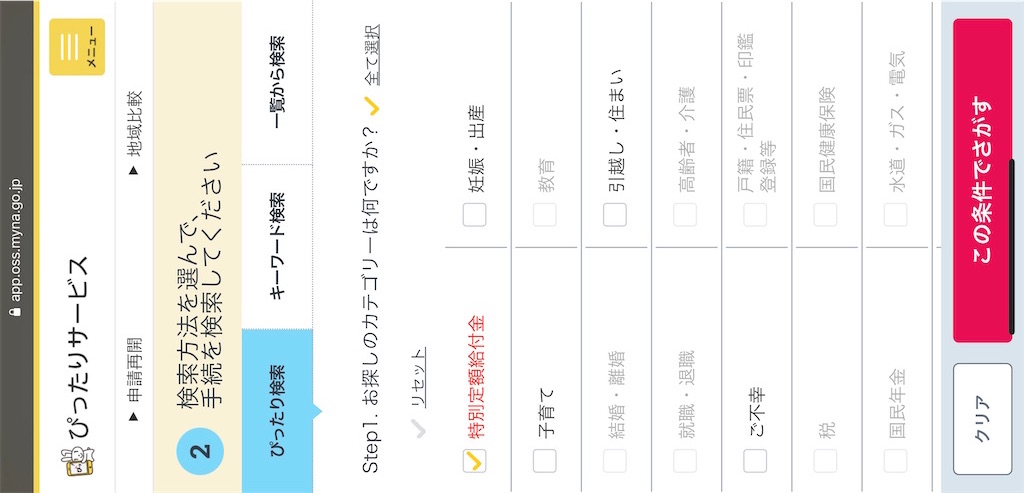 app.oss.myna.go.jp
ぴったりサービス
メニュー
▶ 申請再開
▶ 地域比較
2
検索方法を選んで、
手続を検索してください
ぴったり検索
キーワード検索
一覧から検索
Step1. お探しのカテゴリーは何ですか？
全て選択
リセット
特別定額給付金
妊娠・出産
子育て
教育
結婚・離婚
引越し・住まい
就職・退職
高齢者・介護
ご不幸
戸籍・住民票・印鑑
登録等
税
国民健康保険
国民年金
水道・ガス・電気
クリア
この条件でさがす